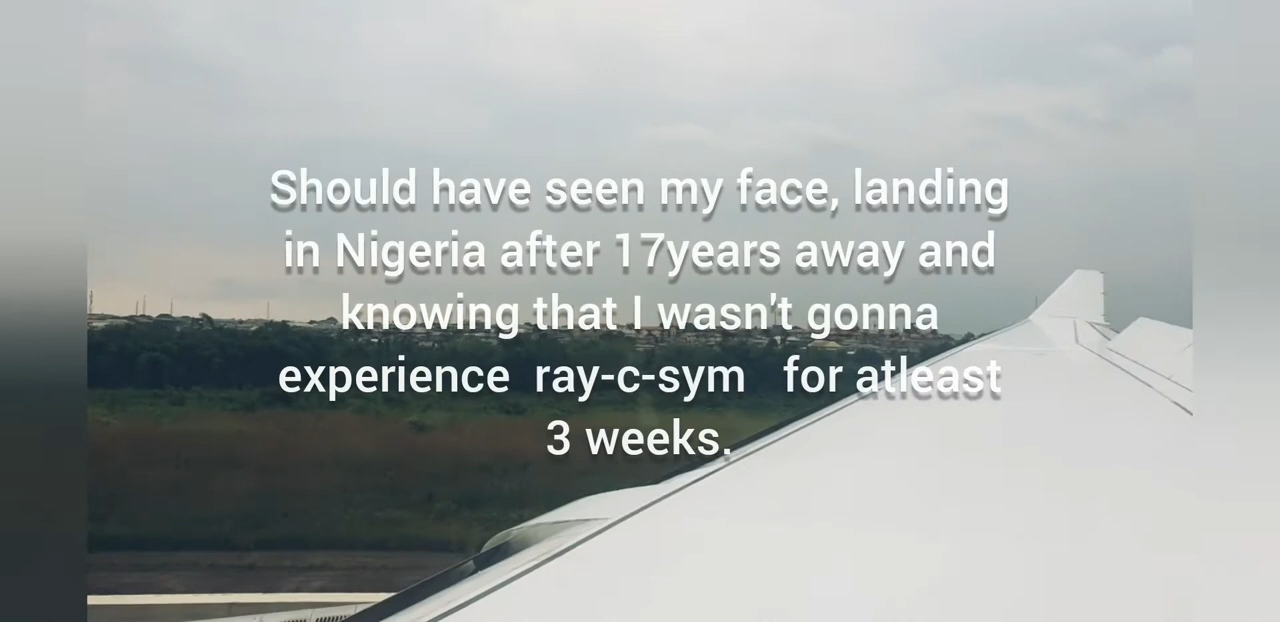 Should have seen my face, landing
in Nigeria after 17years away and
knowing that I wasn't gonna
experience  ray-c-sym   for atleast
3 weeks.